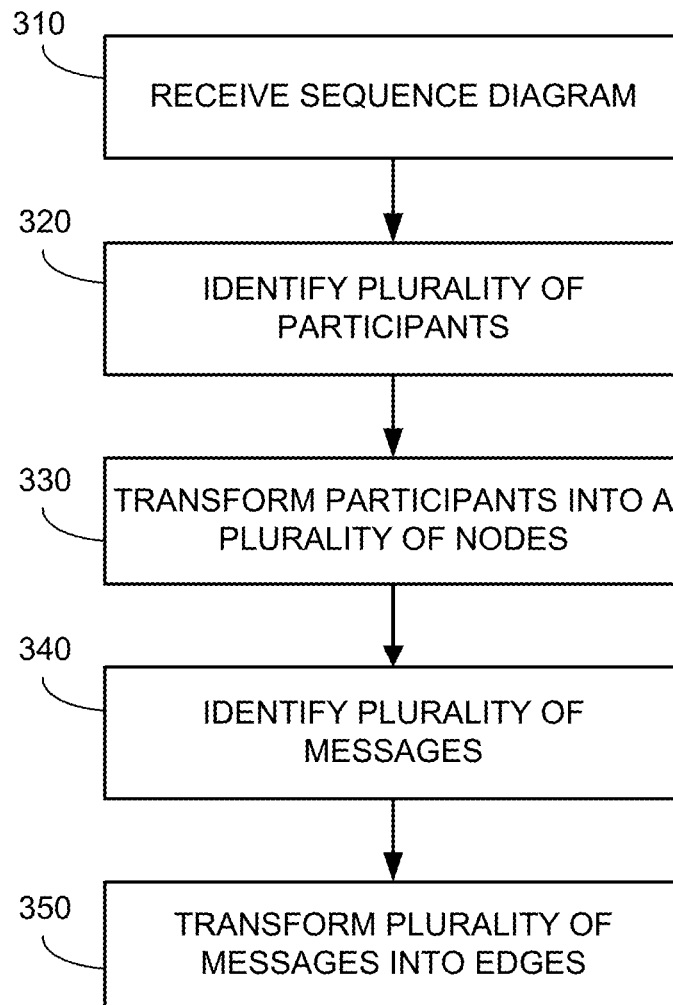 310
RECEIVE SEQUENCE DIAGRAM
320
IDENTIFY PLURALITY OF
PARTICIPANTS
330
TRANSFORM PARTICIPANTS INTO A
PLURALITY OF NODES
340
IDENTIFY PLURALITY OF
MESSAGES
350
TRANSFORM PLURALITY OF
MESSAGES INTO EDGES